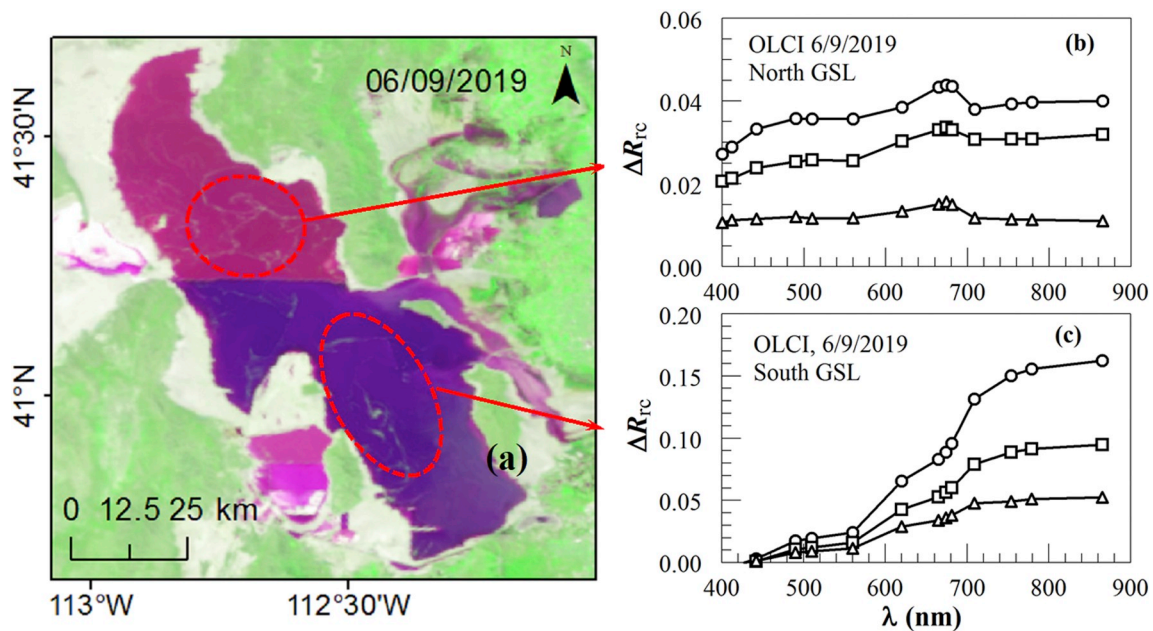 N
06/09/2019
41°30'N
41°N
(a)
0 12.5 25 km
113°W 112°30'W
0.06
OLCI 6/9/2019 (b)
North GSL
0.04
ΔRrc
0.02
0.00
400 500 600 700 800 900
0.20
OLCI, 6/9/2019 (c)
South GSL
0.15
ΔRrc
0.10
0.05
0.00
400 500 600 700 800 900
λ (nm)